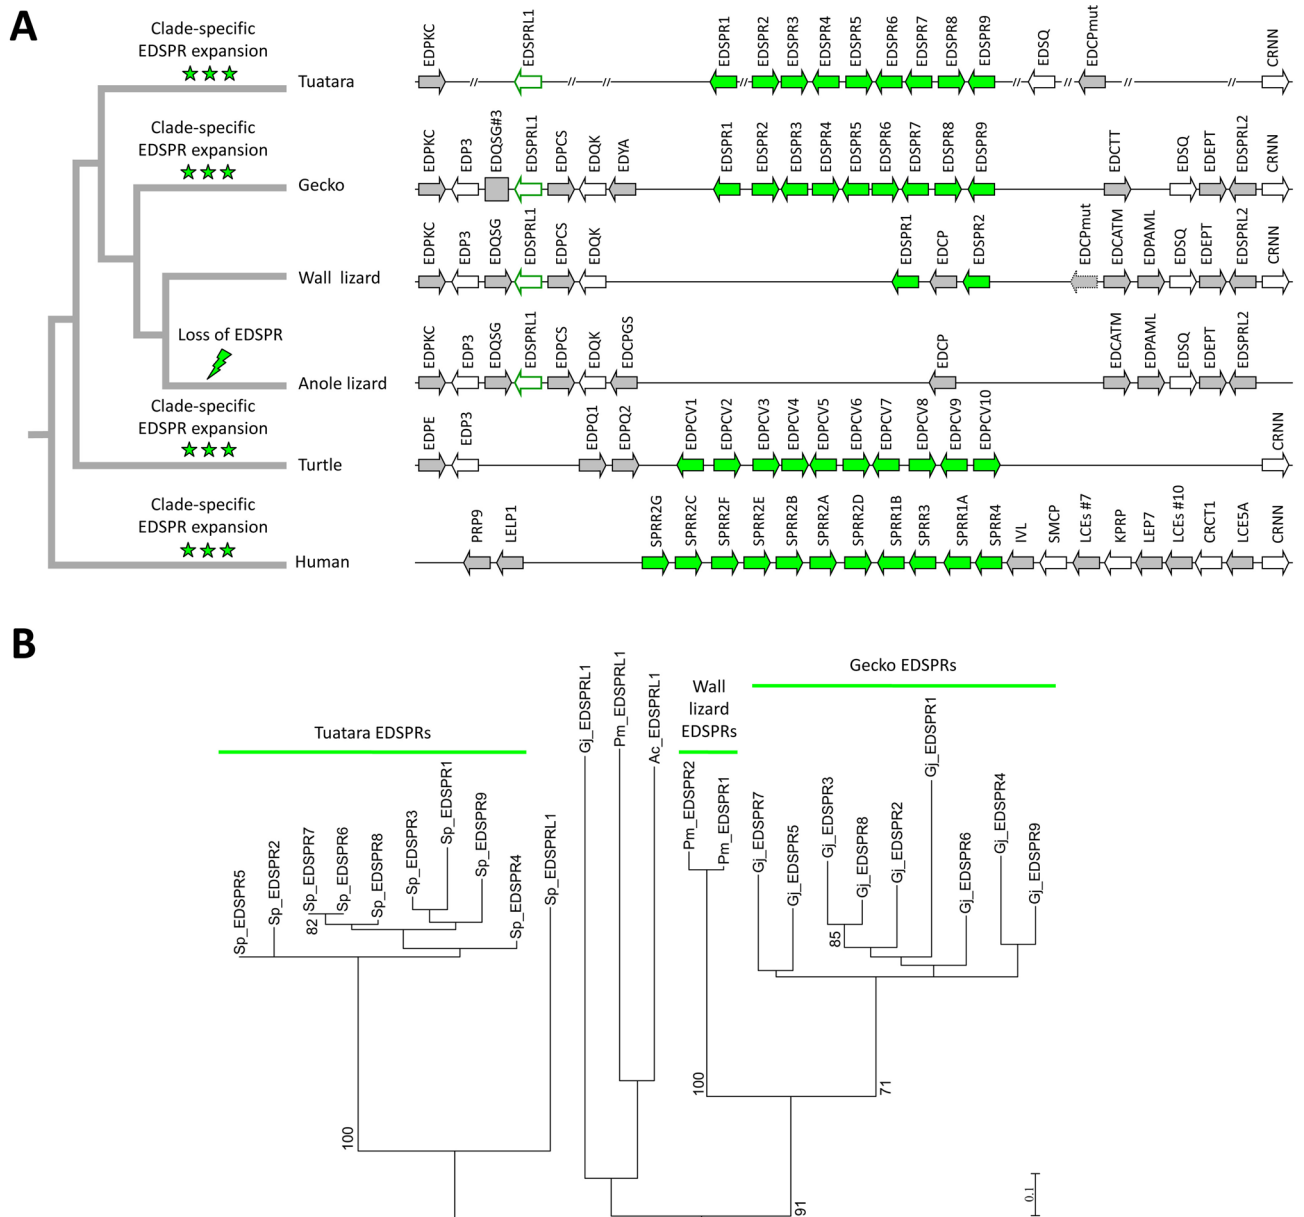 A
Clade-specific
EDSPR expansion
Tuatara
EDPKC
EDSPRL1
EDSPR1
EDSPR2
EDSPR3
EDSPR4
EDSPR5
EDSPR6
EDSPR7
EDSPR8
EDSPR9
EDSQ
EDCPmut
CRNN
Clade-specific
EDSPR expansion
Gecko
EDPKC
EDP3
EDQSG#3
EDSPRL1
EDPCS
EDQK
EDYA
EDSPR1
EDSPR2
EDSPR3
EDSPR4
EDSPR5
EDSPR6
EDSPR7
EDSPR8
EDSPR9
EDCTT
EDSQ
EDEPT
EDSPRL2
CRNN
Wall lizard
EDPKC
EDP3
EDQSG
EDSPRL1
EDPCS
EDQK
EDSPR1
EDCP
EDSPR2
EDCPmut
EDCATM
EDPAML
EDSQ
EDEPT
EDSPRL2
CRNN
Loss of EDSPR
Anole lizard
EDPKC
EDP3
EDQSG
EDSPRL1
EDPCS
EDQK
EDCPGS
EDCP
EDCATM
EDPAML
EDSQ
EDEPT
EDSPRL2
Clade-specific
EDSPR expansion
Turtle
EDPE
EDP3
EDPQ1
EDPQ2
EDPCV1
EDPCV2
EDPCV3
EDPCV4
EDPCV5
EDPCV6
EDPCV7
EDPCV8
EDPCV9
EDPCV10
CRNN
Clade-specific
EDSPR expansion
Human
PRP9
LELP1
SPRR2G
SPRR2C
SPRR2F
SPRR2E
SPRR2B
SPRR2A
SPRR2D
SPRR1B
SPRR3
SPRR1A
SPRR4
IVL
SMCP
LCEs #7
KPRP
LEP7
LCEs #10
CRCT1
LCE5A
CRNN
B
Tuatara EDSPRs
Wall
lizard
EDSPRs
Gecko EDSPRs
Sp_EDSPR5
Sp_EDSPR2
Sp_EDSPR7
Sp_EDSPR6
Sp_EDSPR8
Sp_EDSPR3
Sp_EDSPR1
Sp_EDSPR9
Sp_EDSPR4
Sp_EDSPRL1
Gj_EDSPRL1
Pm_EDSPRL1
Ac_EDSPRL1
Pm_EDSPR2
Pm_EDSPR1
Gj_EDSPR7
Gj_EDSPR5
Gj_EDSPR3
Gj_EDSPR8
Gj_EDSPR2
Gj_EDSPR1
Gj_EDSPR6
Gj_EDSPR4
Gj_EDSPR9
82
85
100
100
71
91
0.1